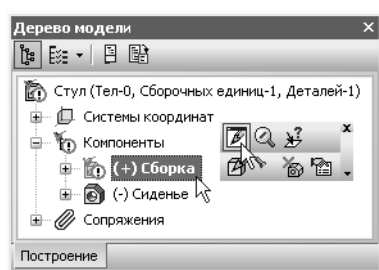 Дерево модели
Стул (Тел-0, Сборочных единиц-1, Деталей-1)
Системы координат
Компоненты
(+) Сборка
(-) Сиденье
Сопряжения
Построение